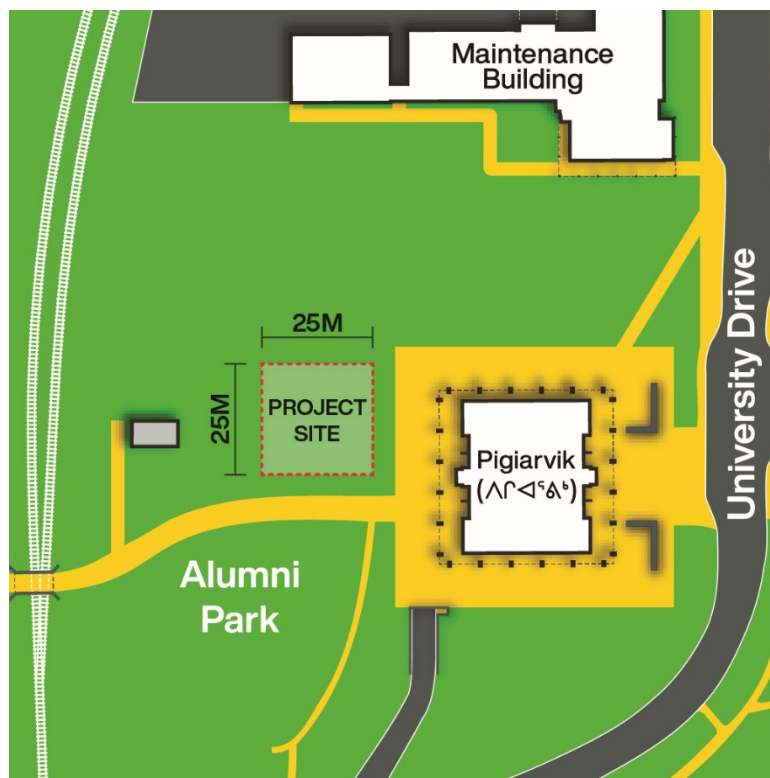 Maintenance
Building
25M
25M
PROJECT
SITE
Pigiarvik
(ᐱᒋᐊᕐᕕᒃ)
University Drive
Alumni
Park